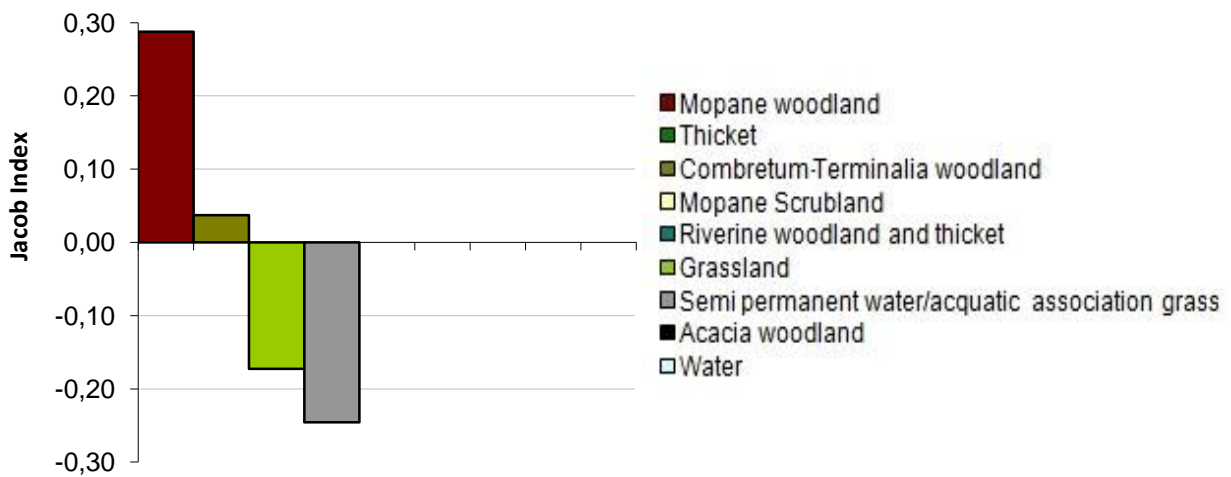 0,30
0,20
0,10
0,00
-0,10
-0,20
-0,30
Jacob Index
Mopane woodland
Thicket
Combretum-Terminalia woodland
Mopane Scrubland
Riverine woodland and thicket
Grassland
Semi permanent water/acquatic association grass
Acacia woodland
Water